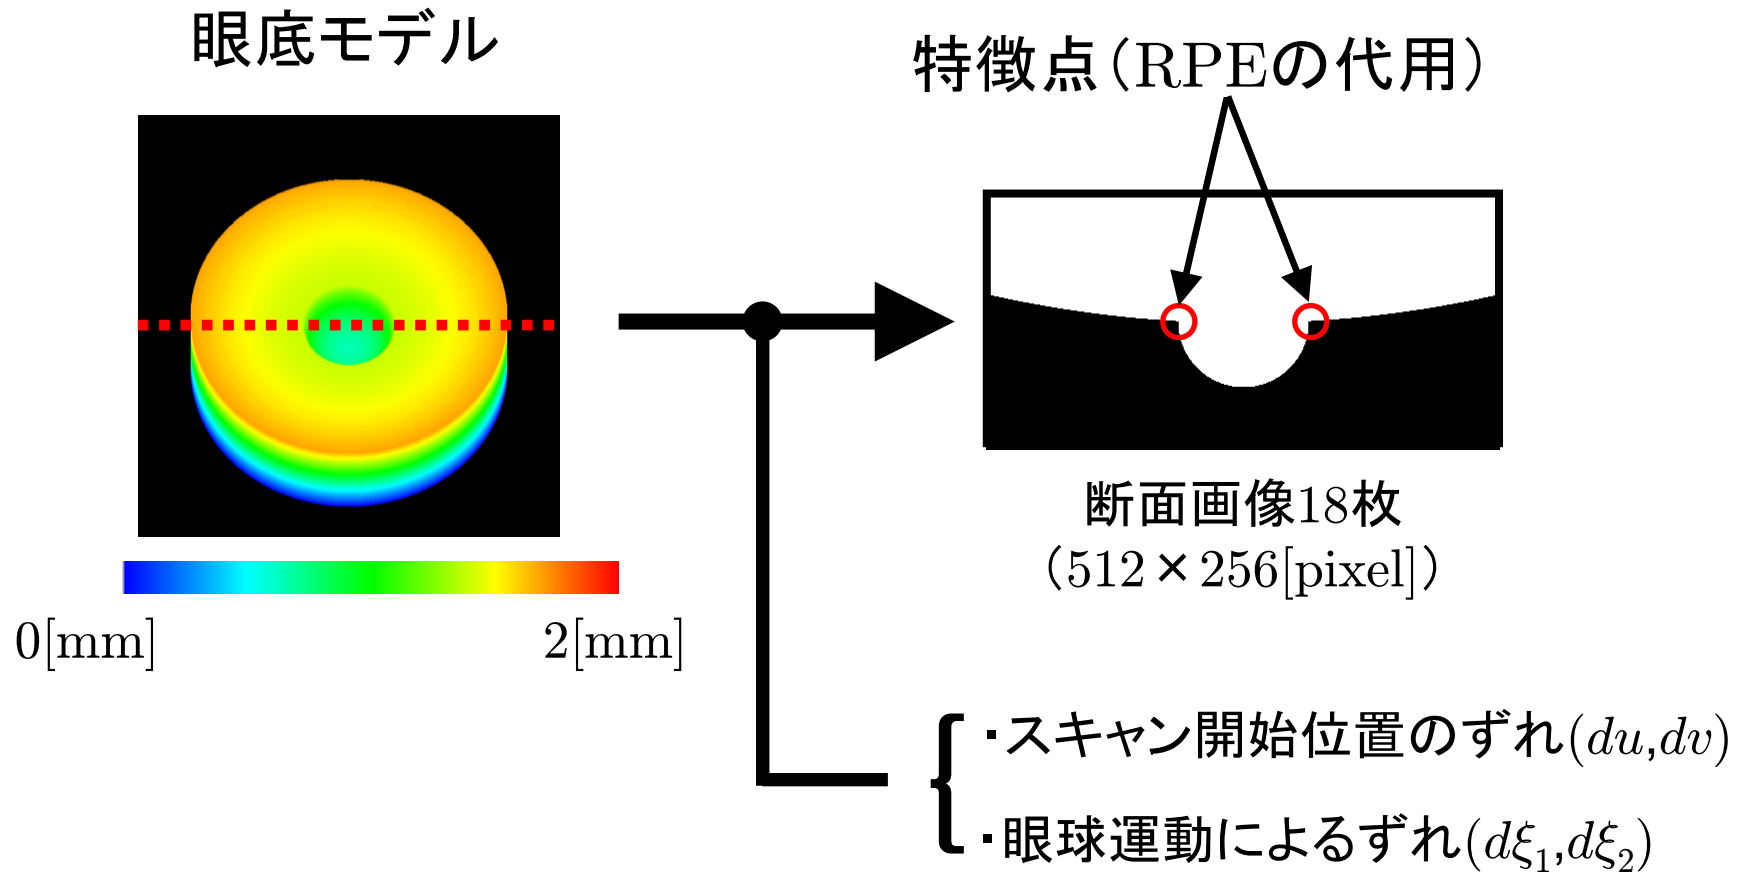 眼底モデル
特徴点（RPEの代用）
断面画像18枚
（512×256[pixel]）
0[mm]
2[mm]
・スキャン開始位置のずれ(du,dv)
・眼球運動によるずれ(dξ₁,dξ₂)